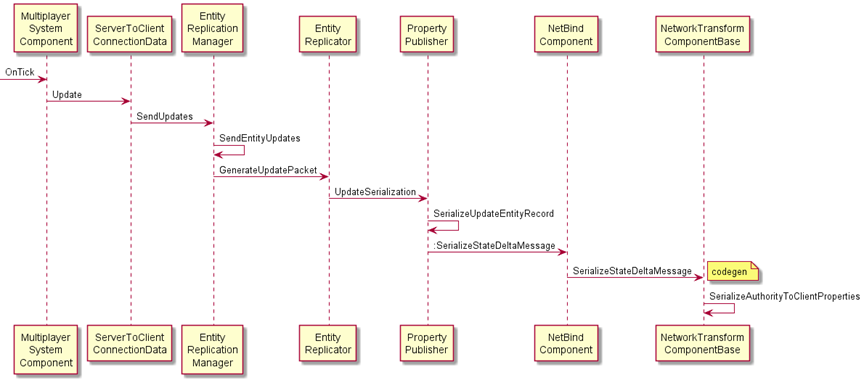 Multiplayer
System
Component
ServerToClient
ConnectionData
Entity
Replication
Manager
Entity
Replicator
Property
Publisher
NetBind
Component
NetworkTransform
ComponentBase
OnTick
Update
SendUpdates
SendEntityUpdates
GenerateUpdatePacket
UpdateSerialization
SerializeUpdateEntityRecord
:SerializeStateDeltaMessage
SerializeStateDeltaMessage
codegen
SerializeAuthorityToClientProperties
Multiplayer
System
Component
ServerToClient
ConnectionData
Entity
Replication
Manager
Entity
Replicator
Property
Publisher
NetBind
Component
NetworkTransform
ComponentBase